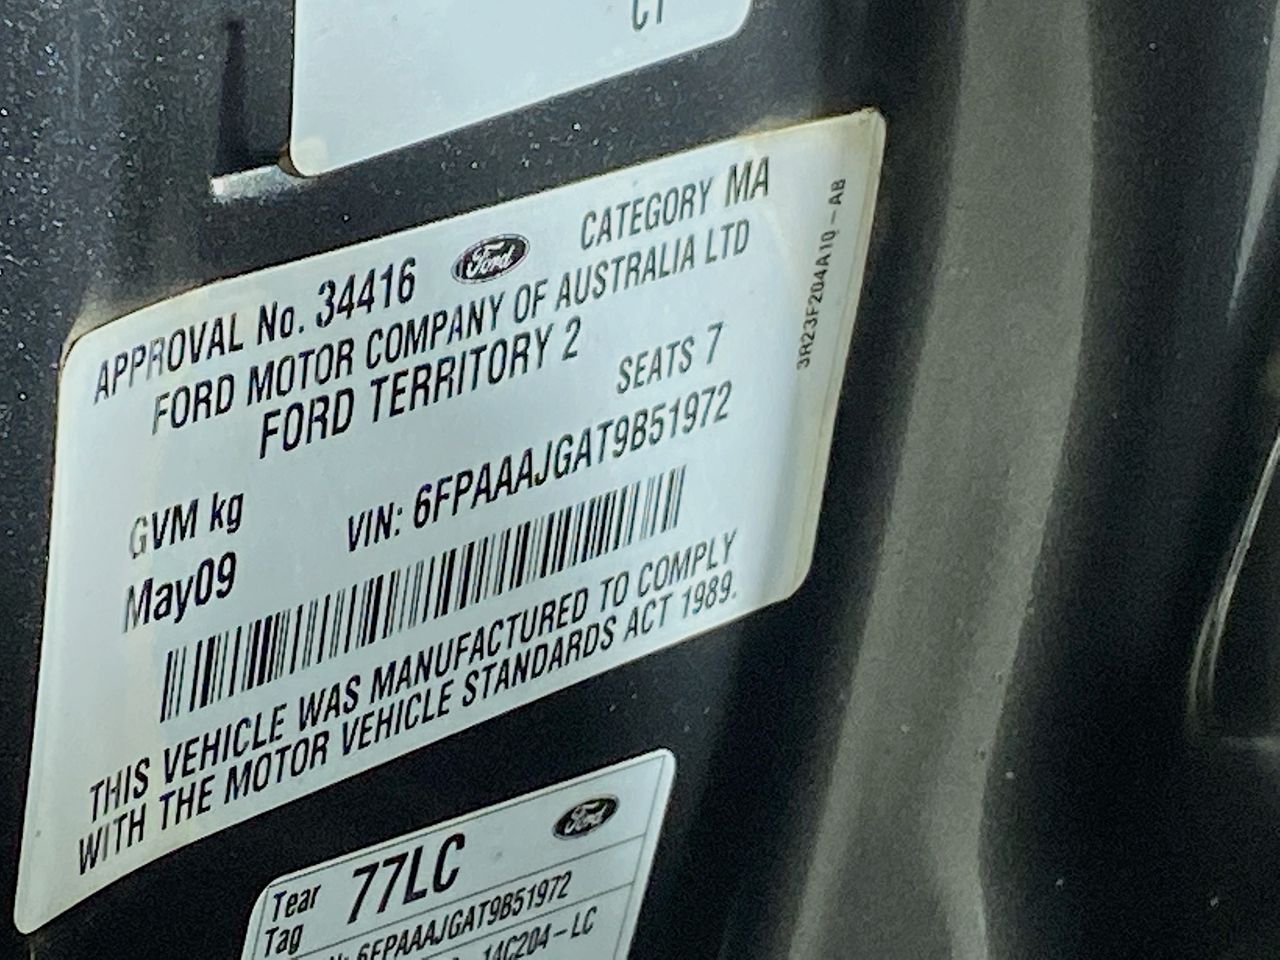 CT
APPROVAL No. 34416 Ford CATEGORY MA
FORD MOTOR COMPANY OF AUSTRALIA LTD
FORD TERRITORY 2
SEATS 7
GVM kg VIN: 6FPAAAJGAT9B51972
May09
THIS VEHICLE WAS MANUFACTURED TO COMPLY
WITH THE MOTOR VEHICLE STANDARDS ACT 1989.
3R23F204A10-AB
Ford
Tear Tag 77LC
6FPAAAJGAT9B51972
14C204-LC